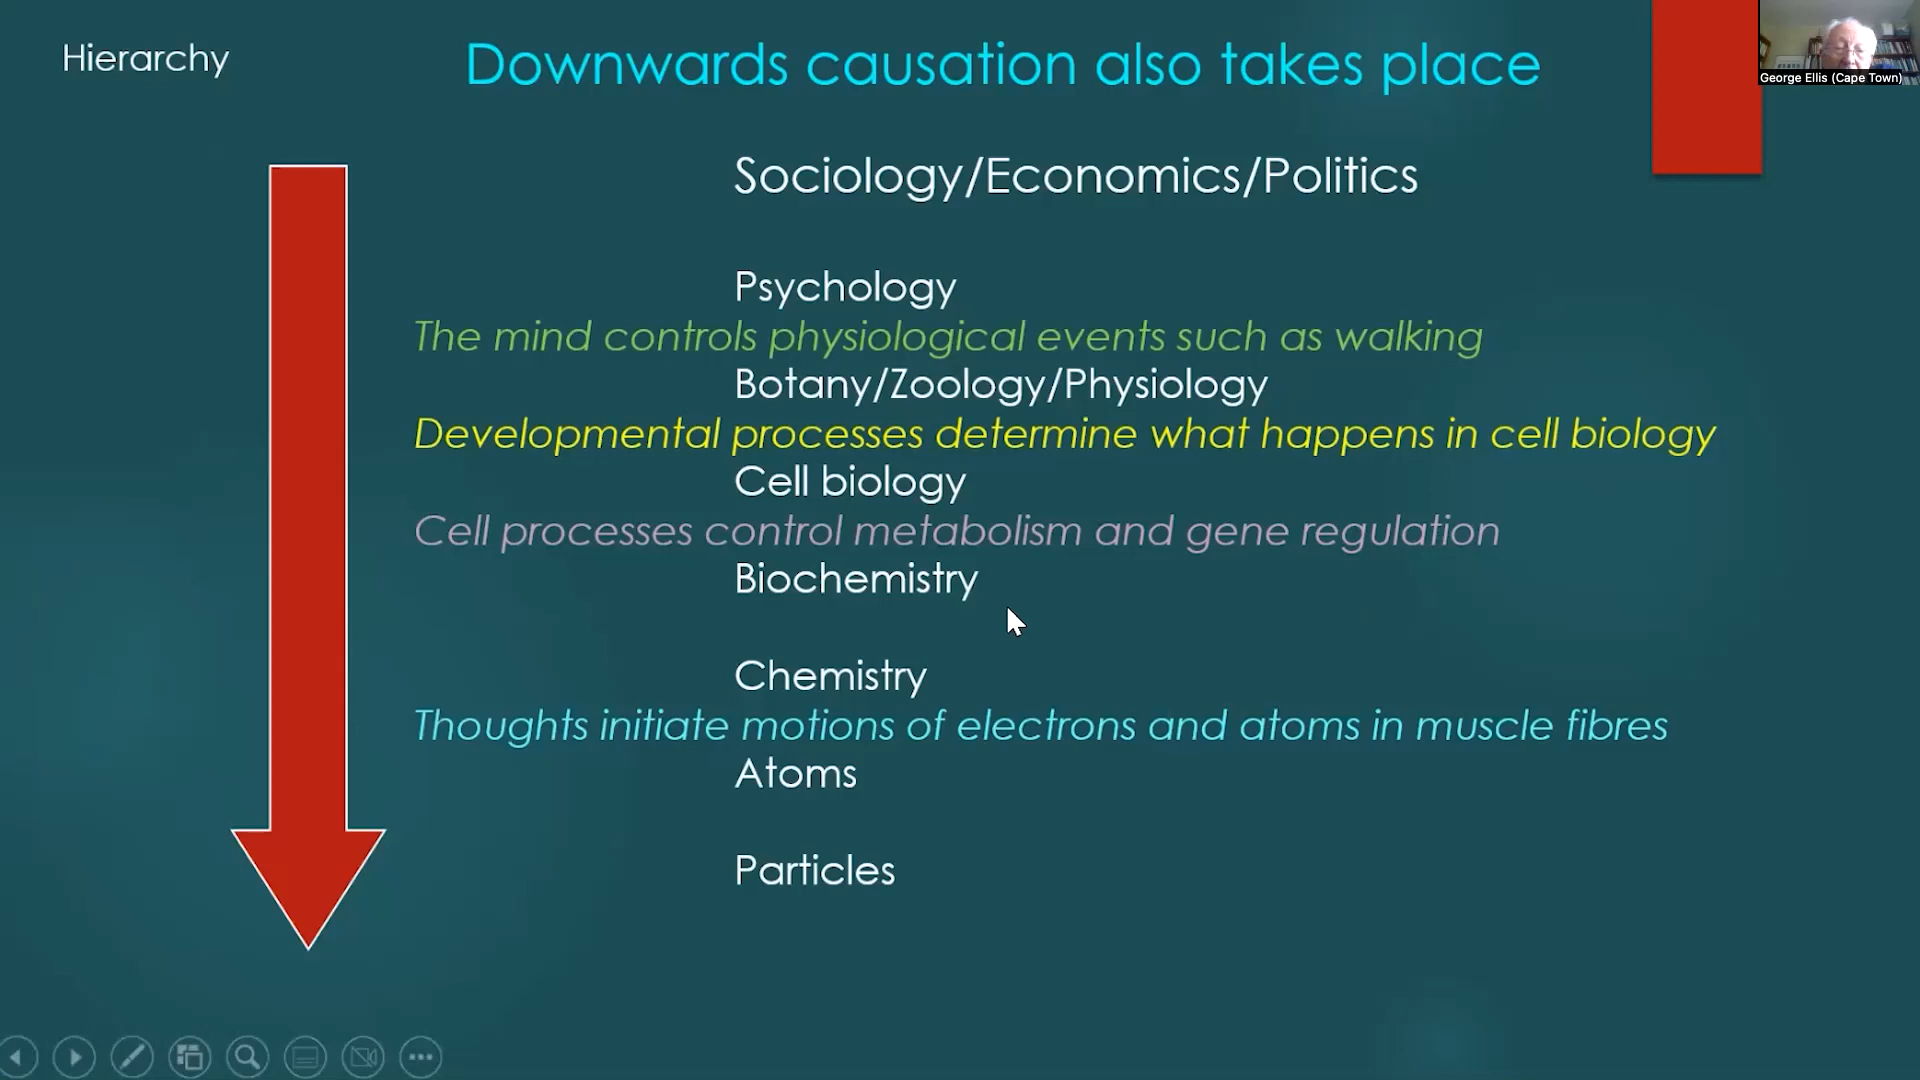 Hierarchy
Downwards causation also takes place
George Ellis (Cape Town)
Sociology/Economics/Politics
Psychology
The mind controls physiological events such as walking
Botany/Zoology/Physiology
Developmental processes determine what happens in cell biology
Cell biology
Cell processes control metabolism and gene regulation
Biochemistry
Chemistry
Thoughts initiate motions of electrons and atoms in muscle fibres
Atoms
Particles